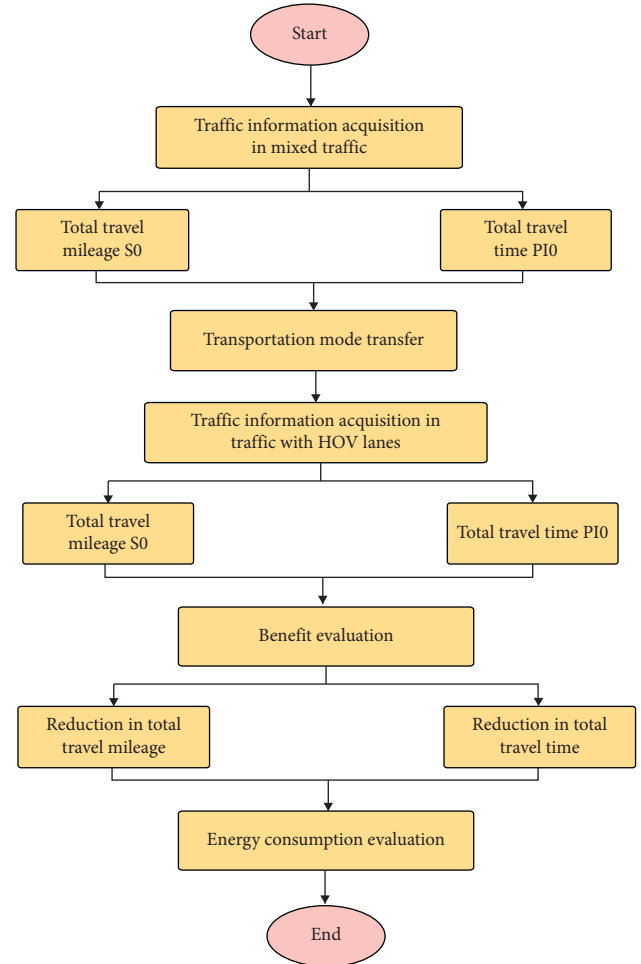 Start
Traffic information acquisition
in mixed traffic
Total travel
mileage S0
Total travel
time PI0
Transportation mode transfer
Traffic information acquisition in
traffic with HOV lanes
Total travel
mileage S0
Total travel time PI0
Benefit evaluation
Reduction in total
travel mileage
Reduction in total
travel time
Energy consumption evaluation
End